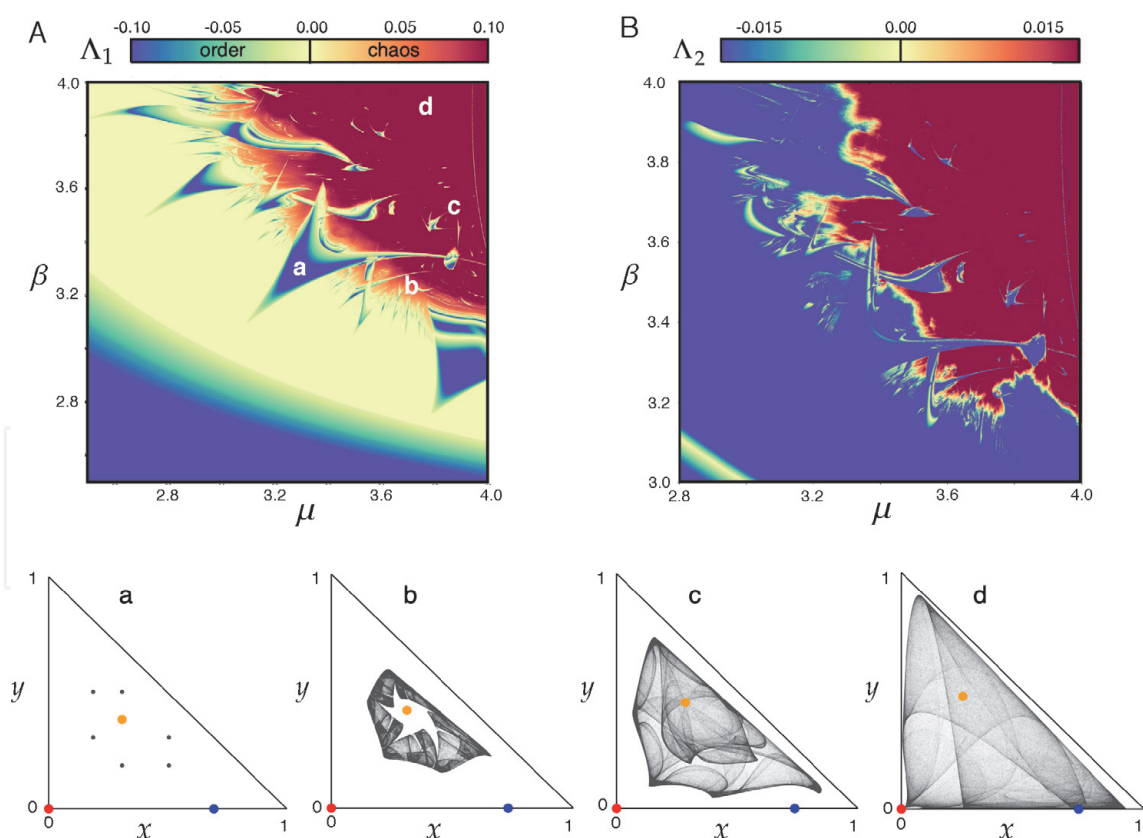 A
Λ1
-0.10 -0.05 0.00 0.05 0.10
order chaos
4.0
3.6
3.2
2.8
β
2.8 3.2 3.6 4.0
μ
a
b
c
d
B
Λ2
-0.015 0.00 0.015
4.0
3.8
3.6
3.4
3.2
3.0
β
2.8 3.2 3.6 4.0
μ
a
1
y
0
0 x 1
b
1
y
0
0 x 1
c
1
y
0
0 x 1
d
1
y
0
0 x 1